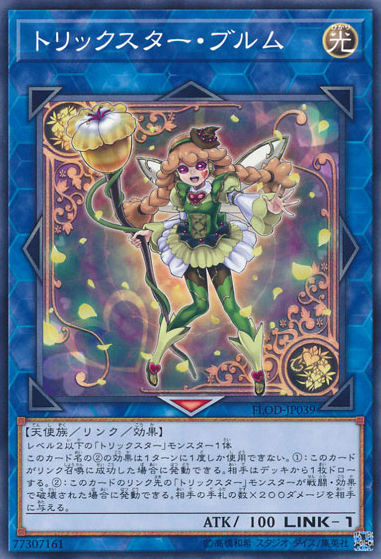 トリックスター・ブルム
光
FLOD-JP039
【天使族／リンク／効果】
レベル２以下の「トリックスター」モンスター１体
このカード名の②の効果は１ターンに１度しか使用できない。①：このカー
ドがリンク召喚に成功した場合に発動できる。相手はデッキから１枚ドロー
する。②：このカードのリンク先の「トリックスター」モンスターが戦闘・効果
で破壊された場合に発動できる。相手の手札の数×２００ダメージを相手
に与える。
ATK/ 100 LINK-1
77307161
©高橋和希 スタジオ・ダイス/集英社